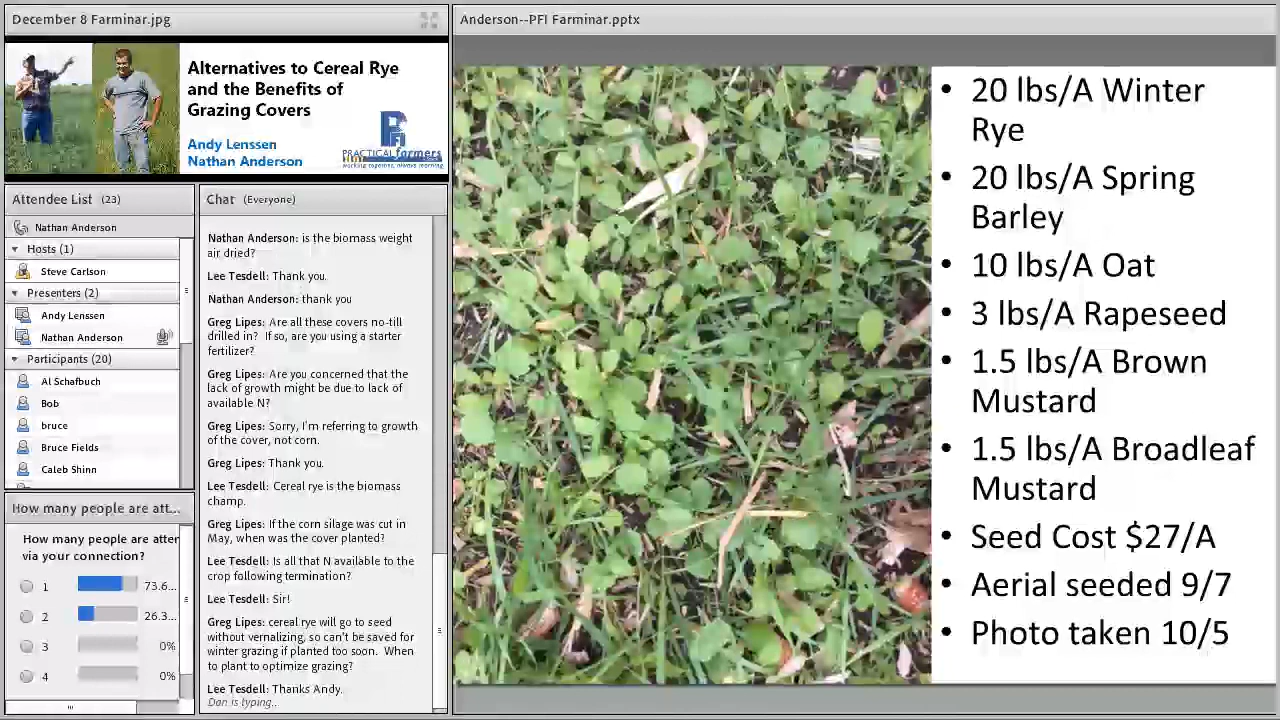 December 8 Farminar.jpg
Alternatives to Cereal Rye
and the Benefits of
Grazing Covers
Andy Lenssen
Nathan Anderson
PRACTICAL farmers
working together, always learning
Attendee List (23)
Nathan Anderson
Hosts (1)
Steve Carlson
Presenters (2)
Andy Lenssen
Nathan Anderson
Participants (20)
Al Schafbuch
Bob
bruce
Bruce Fields
Caleb Shinn
How many people are att...
How many people are atter
via your connection?
1 73.6...
2 26.3...
3 0%
4 0%
Chat (Everyone)
Nathan Anderson: is the biomass weight
air dried?
Lee Tesdell: Thank you.
Nathan Anderson: thank you
Greg Lipes: Are all these covers no-till
drilled in? If so, are you using a starter
fertilizer?
Greg Lipes: Are you concerned that the
lack of growth might be due to lack of
available N?
Greg Lipes: Sorry, I'm referring to growth
of the cover, not corn.
Greg Lipes: Thank you.
Lee Tesdell: Cereal rye is the biomass
champ.
Greg Lipes: If the corn silage was cut in
May, when was the cover planted?
Lee Tesdell: Is all that N available to the
crop following termination?
Lee Tesdell: Sir!
Greg Lipes: cereal rye will go to seed
without vernalizing, so can't be saved for
winter grazing if planted too soon. When
to plant to optimize grazing?
Lee Tesdell: Thanks Andy.
Dan is typing..
Anderson--PFI Farminar.pptx
• 20 lbs/A Winter
Rye
• 20 lbs/A Spring
Barley
• 10 lbs/A Oat
• 3 lbs/A Rapeseed
• 1.5 lbs/A Brown
Mustard
• 1.5 lbs/A Broadleaf
Mustard
• Seed Cost $27/A
• Aerial seeded 9/7
• Photo taken 10/5